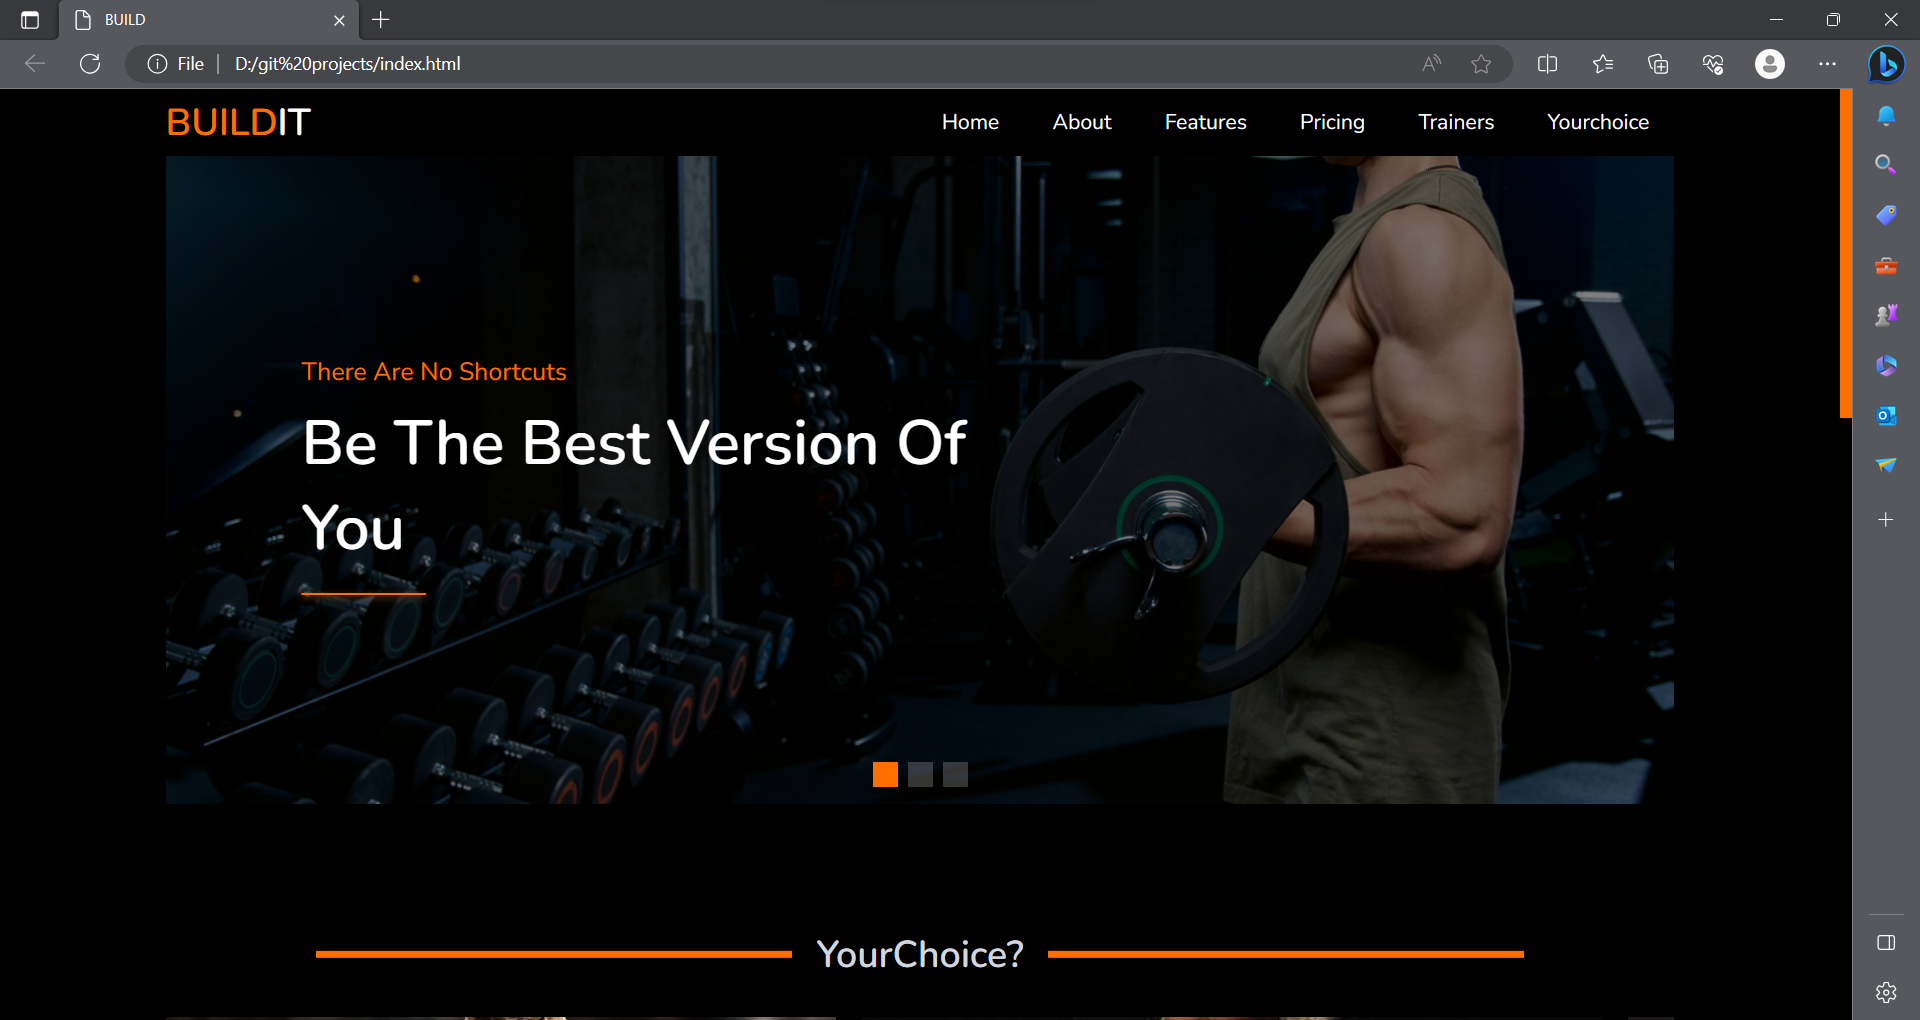 BUILD
File
D:/git%20projects/index.html
BUILDIT
Home
About
Features
Pricing
Trainers
Yourchoice
There Are No Shortcuts
Be The Best Version Of
You
YourChoice?